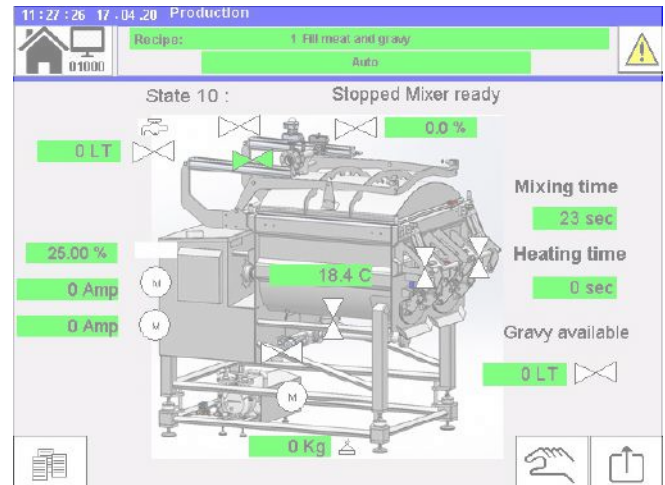 11:27:26 17.04.20 Production
01000
Recipe: 1 Fill meat and gravy
Auto
State 10 : Stopped Mixer ready
0.0 %
0 LT
Mixing time
23 sec
25.00 %
Heating time
18.4 C
0 Amp
0 sec
M
0 Amp
M
Gravy available
0 LT
M
0 Kg